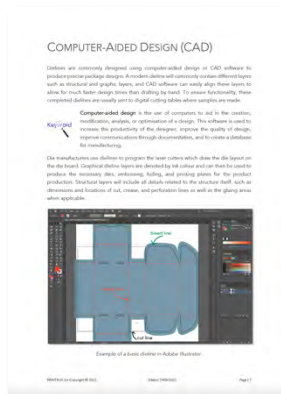 COMPUTER-AIDED DESIGN (CAD)
Dielines are commonly designed using computer-aided design or CAD software to
produce precise package designs. A modern dieline will commonly contain different layers
such as structural and graphic layers, and CAD software can easily align these layers to
allow for much faster design times than drafting by hand. To ensure functionality, these
completed dielines are usually sent to digital cutting tables where samples are made.
Keyword
Computer-aided design is the use of computers to aid in the creation,
modification, analysis, or optimisation of a design. This software is used to
increase the productivity of the designer, improve the quality of design,
improve communications through documentation, and to create a database
for manufacturing.
Die manufacturers use dielines to program the laser cutters which draw the die layout on
the die board. Graphical dieline layers are denoted by ink colour and can then be used to
produce the necessary dies, embossing, foiling, and printing plates for the product
production. Structural layers will include all details related to the structure itself, such as
dimensions and locations of cut, crease, and perforation lines as well as the gluing areas
when applicable.
Bleed line
Cut line
Example of a basic dieline in Adobe Illustrator
Page 7